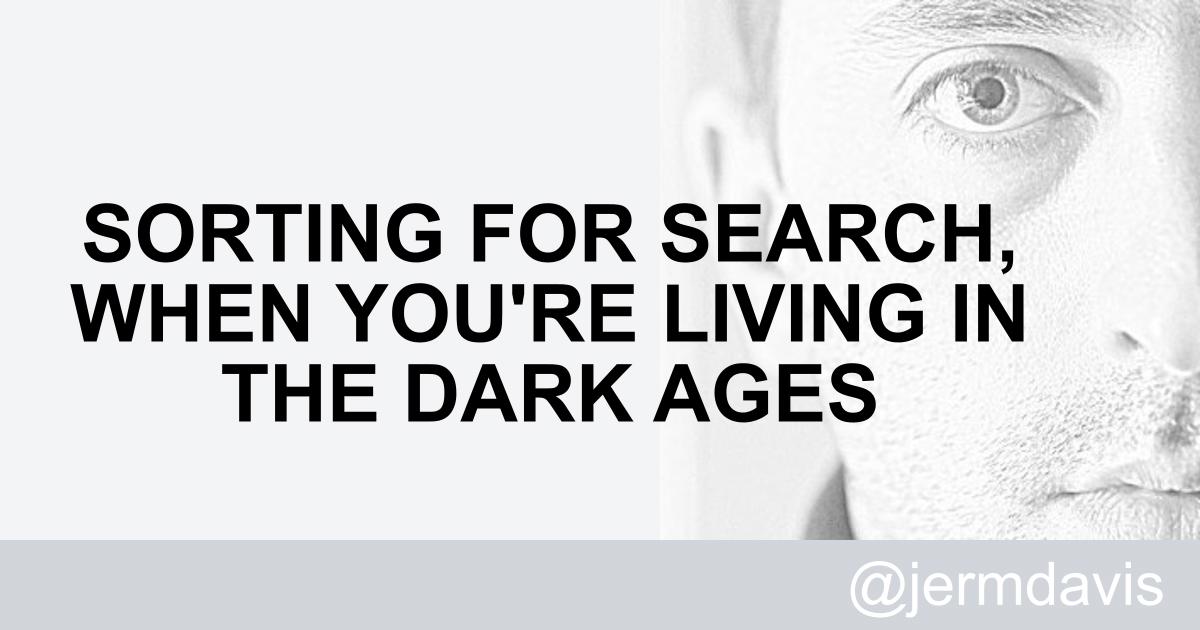 SORTING FOR SEARCH,
WHEN YOU'RE LIVING IN
THE DARK AGES
@jermdavis